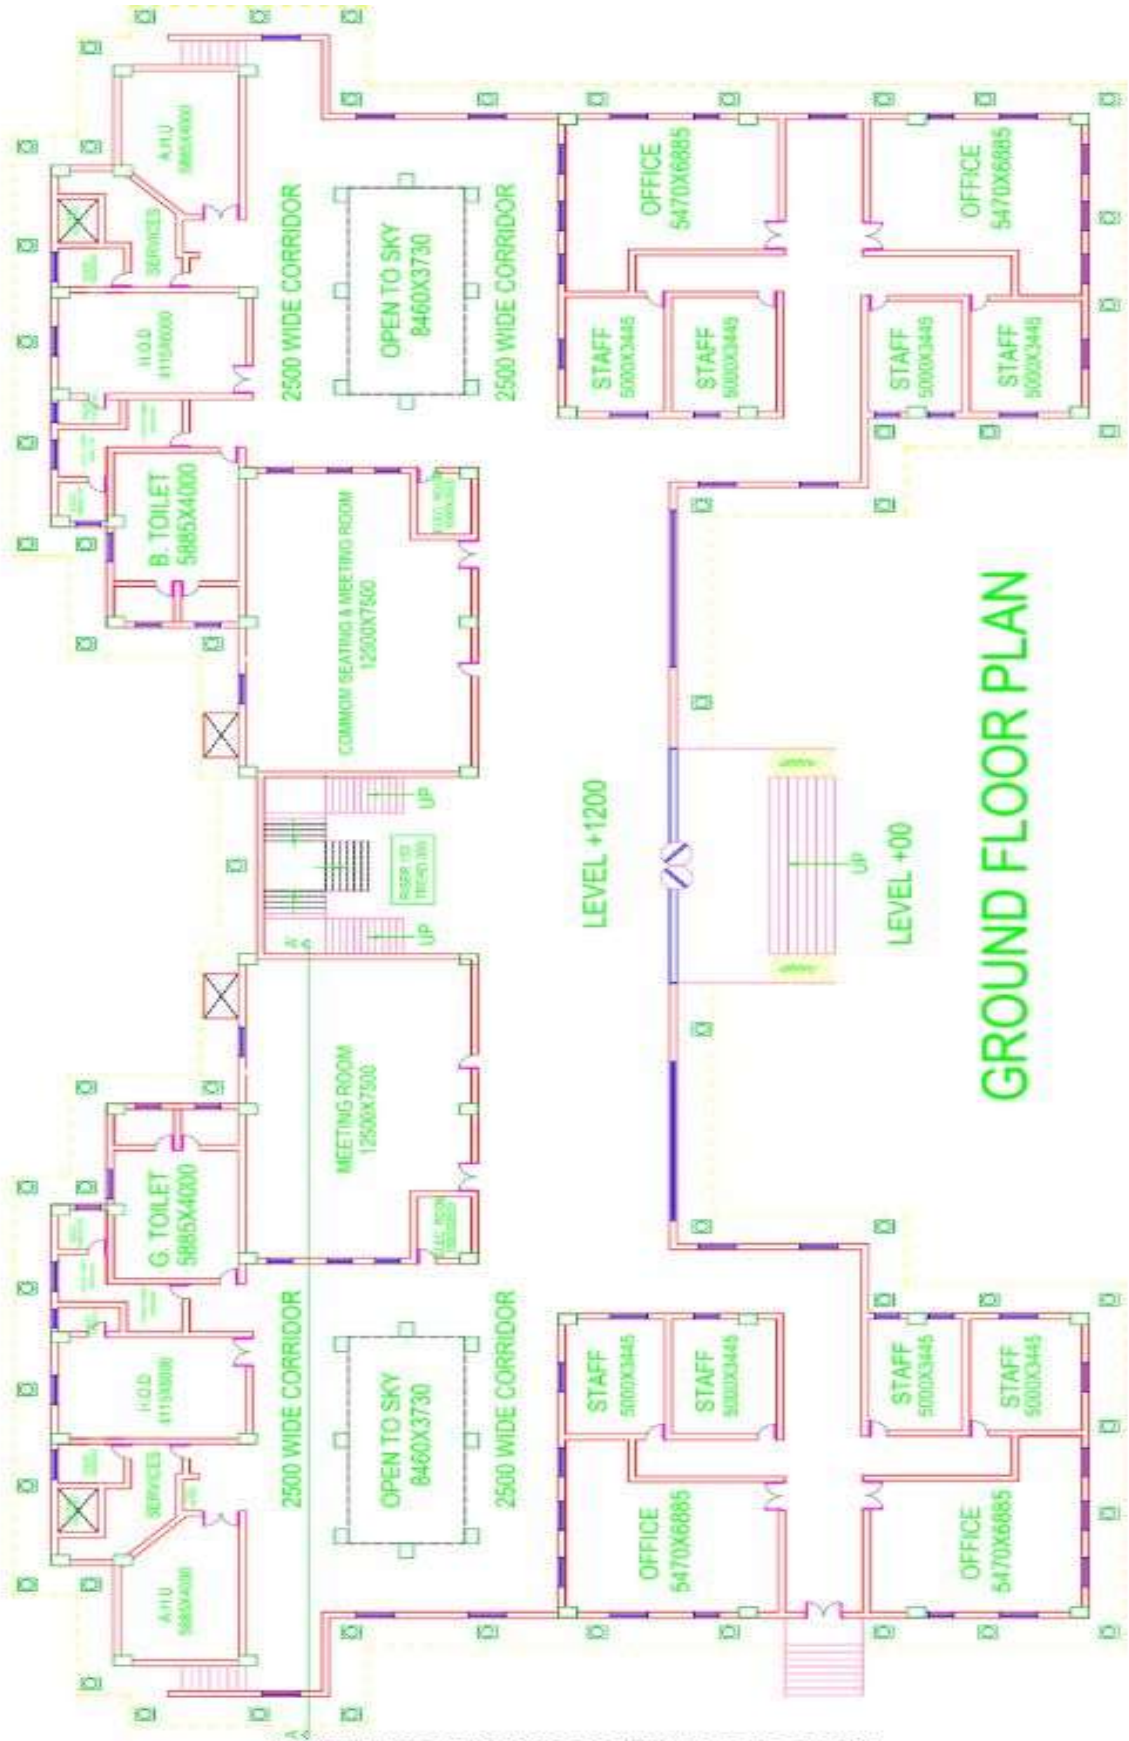 A.H.U
5885X4000
SERVICES
H.O.D
B. TOILET
5885X4000
2500 WIDE CORRIDOR
OPEN TO SKY
8460X3730
2500 WIDE CORRIDOR
OFFICE
5470X6885
OFFICE
5470X6885
STAFF
5000X3445
STAFF
5000X3445
STAFF
5000X3445
STAFF
5000X3445
COMMOM SEATING & MEETING ROOM
12500X7500
UP
UP
LEVEL +1200
UP
LEVEL +00
GROUND FLOOR PLAN
MEETING ROOM
12500X7500
G. TOILET
5885X4000
H.O.D
SERVICES
A.H.U
5885X4000
2500 WIDE CORRIDOR
OPEN TO SKY
8460X3730
2500 WIDE CORRIDOR
STAFF
5000X3445
STAFF
5000X3445
STAFF
5000X3445
STAFF
5000X3445
OFFICE
5470X6885
OFFICE
5470X6885
A'
A